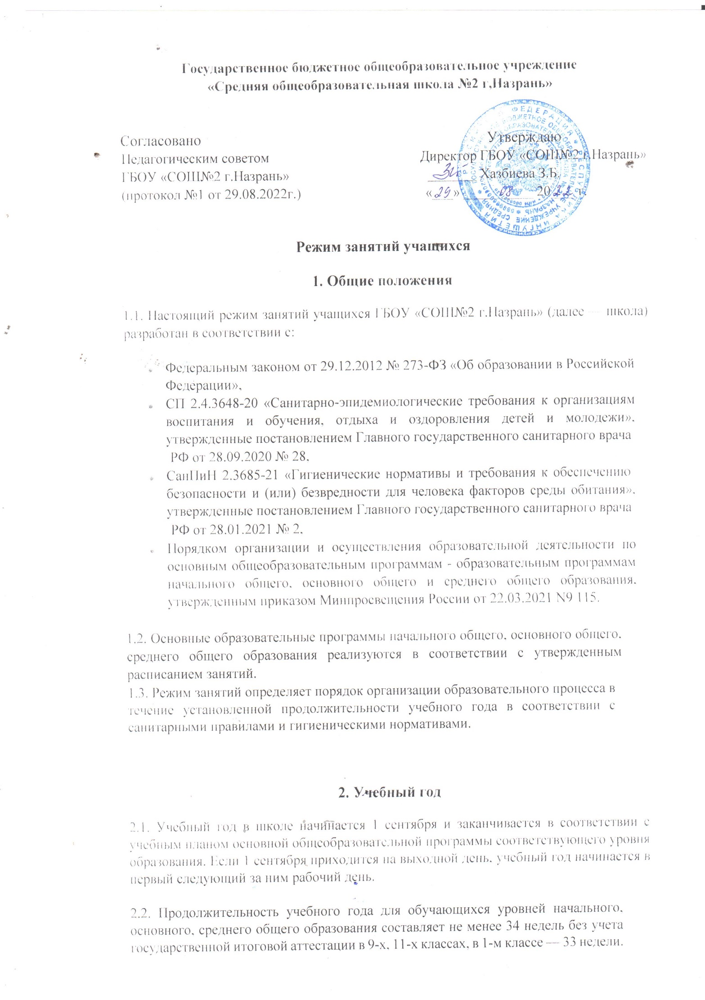 Государственное бюджетное общеобразовательное учреждение
«Средняя общеобразовательная школа №2 г,Назрань»
Согласовано
Педагогическим советом
ГБОУ «СОШ№2 г.Назрань»
(протокол №1 от 29.08.2022г.)
Утверждаю
Директор ГБОУ «СОШ№2 г.Назрань»
Хазбиева З.Б.
«29» 08 2022 г.
Режим занятий учащихся
1. Общие положения
1.1. Настоящий режим занятий учащихся ГБОУ «СОШ№2 г.Назрань» (далее — школа)
разработан в соответствии с:
Федеральным законом от 29.12.2012 № 273-ФЗ «Об образовании в Российской
Федерации»,
СП 2.4.3648-20 «Санитарно-эпидемиологические требования к организациям
воспитания и обучения, отдыха и оздоровления детей и молодежи»,
утвержденные постановлением Главного государственного санитарного врача
РФ от 28.09.2020 № 28,
СанПиН 2.3685-21 «Гигиенические нормативы и требования к обеспечению
безопасности и (или) безвредности для человека факторов среды обитания»,
утвержденные постановлением Главного государственного санитарного врача
РФ от 28.01.2021 № 2,
Порядком организации и осуществления образовательной деятельности по
основным общеобразовательным программам - образовательным программам
начального общего, основного общего и среднего общего образования,
утвержденным приказом Минпросвещения России от 22.03.2021 N9 115.
1.2. Основные образовательные программы начального общего, основного общего,
среднего общего образования реализуются в соответствии с утвержденным
расписанием занятий.
1.3. Режим занятий определяет порядок организации образовательного процесса в
течение установленной продолжительности учебного года в соответствии с
санитарными правилами и гигиеническими нормативами.
2. Учебный год
2.1. Учебный год в школе начинается 1 сентября и заканчивается в соответствии с
учебным планом основной общеобразовательной программы соответствующего уровня
образования. Если 1 сентября приходится на выходной день, учебный год начинается в
первый следующий за ним рабочий день.
2.2. Продолжительность учебного года для обучающихся уровней начального,
основного, среднего общего образования составляет не менее 34 недель без учета
государственной итоговой аттестации в 9-х, 11-х классах, в 1-м классе — 33 недели.